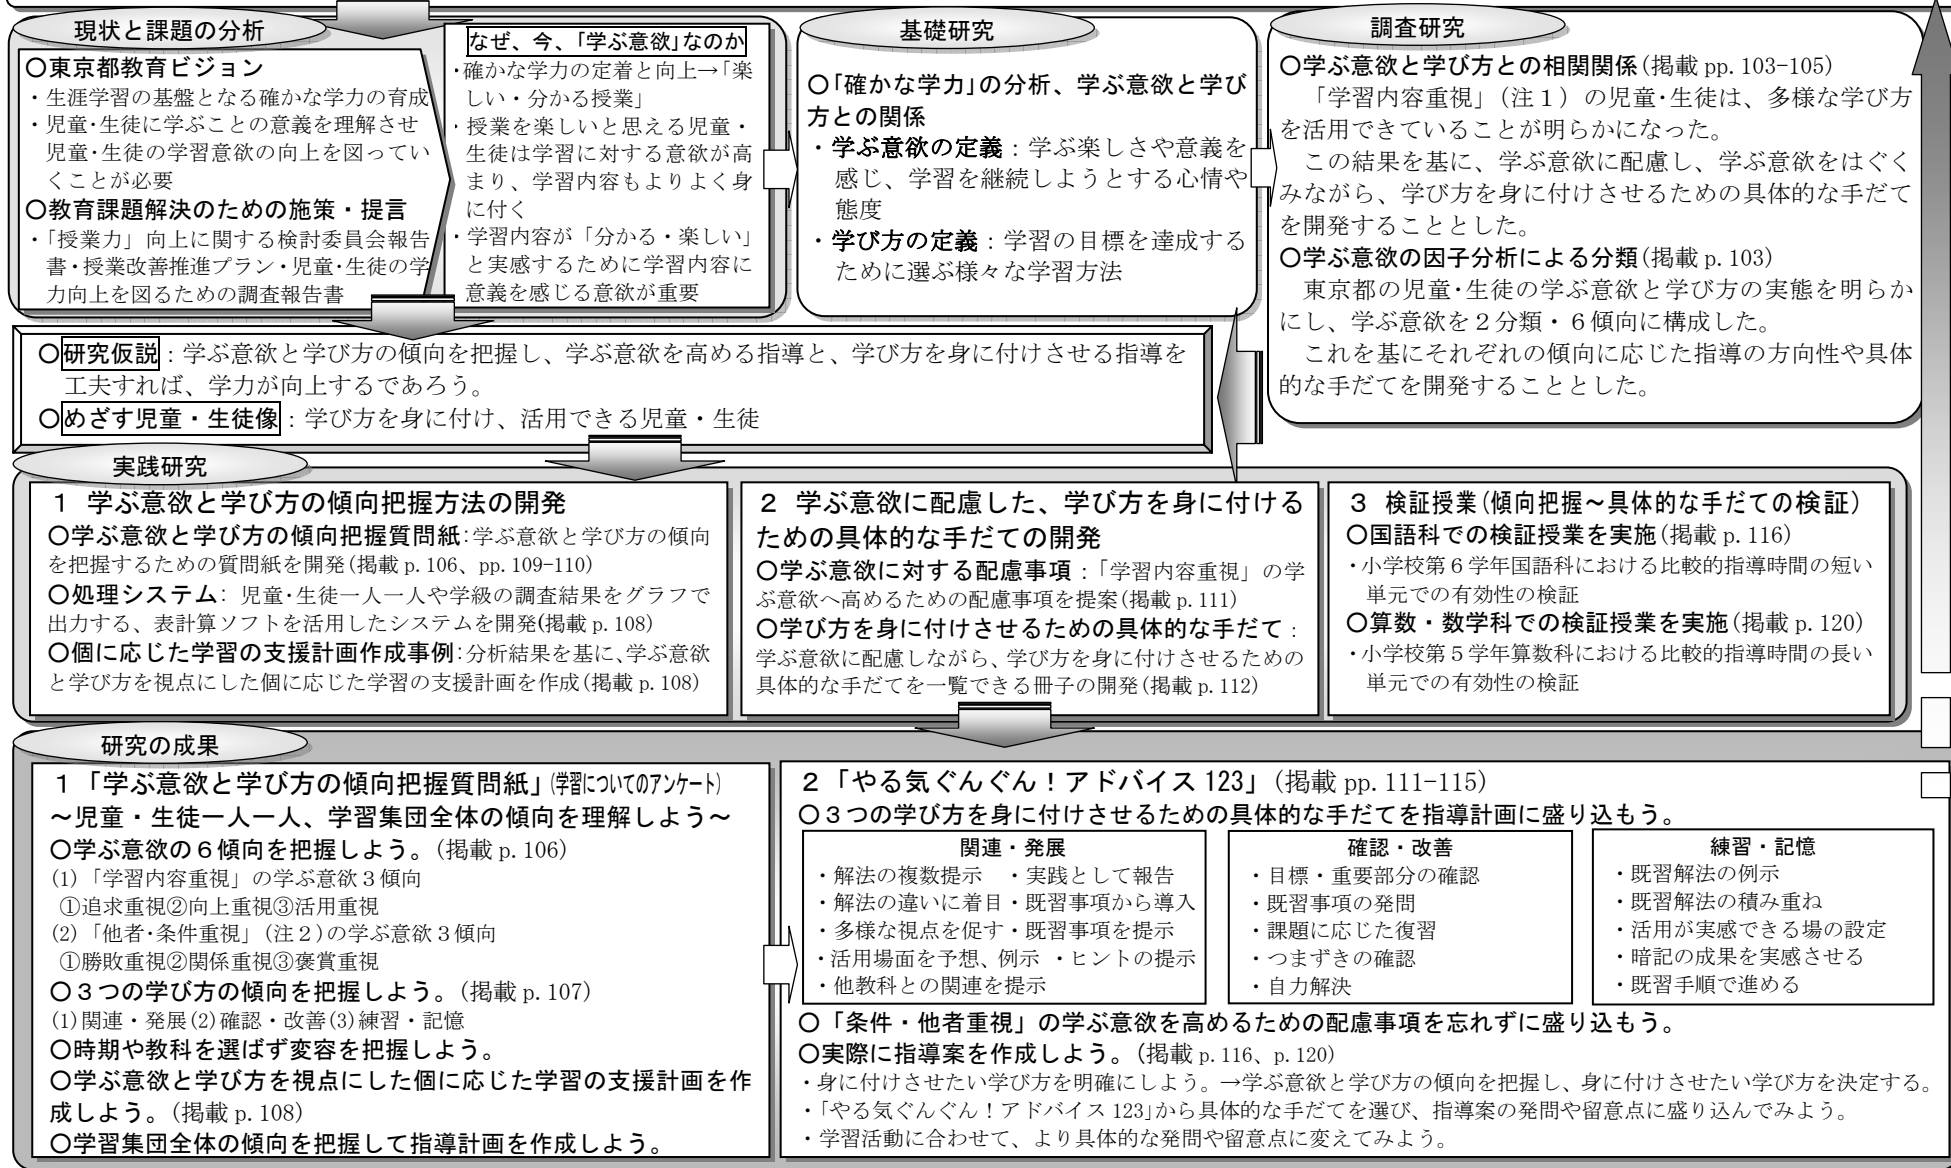 現状と課題の分析
○東京都教育ビジョン
・生涯学習の基盤となる確かな学力の育成
・児童・生徒に学ぶことの意義を理解させ
児童・生徒の学習意欲の向上を図ってい
くことが必要
○教育課題解決のための施策・提言
・「授業力」向上に関する検討委員会報告
書・授業改善推進プラン・児童・生徒の学
力向上を図るための調査報告書
なぜ、今、「学ぶ意欲」なのか
・確かな学力の定着と向上→「楽
しい・分かる授業」
・授業を楽しいと思える児童・
生徒は学習に対する意欲が高
まり、学習内容もよりよく身
に付く
・学習内容が「分かる・楽しい」
と実感するために学習内容に
意義を感じる意欲が重要
基礎研究
○「確かな学力」の分析、学ぶ意欲と学び
方との関係
・学ぶ意欲の定義：学ぶ楽しさや意義を
感じ、学習を継続しようとする心情や
態度
・学び方の定義：学習の目標を達成する
ために選ぶ様々な学習方法
調査研究
○学ぶ意欲と学び方との相関関係(掲載 pp.103-105)
「学習内容重視」(注１)の児童・生徒は、多様な学び方
を活用できていることが明らかになった。
この結果を基に、学ぶ意欲に配慮し、学ぶ意欲をはぐく
みながら、学び方を身に付けさせるための具体的な手だて
を開発することとした。
○学ぶ意欲の因子分析による分類(掲載 p.103)
東京都の児童・生徒の学ぶ意欲と学び方の実態を明らか
にし、学ぶ意欲を２分類・６傾向に構成した。
これを基にそれぞれの傾向に応じた指導の方向性や具体
的な手だてを開発することとした。
○研究仮説：学ぶ意欲と学び方の傾向を把握し、学ぶ意欲を高める指導と、学び方を身に付けさせる指導を
工夫すれば、学力が向上するであろう。
○めざす児童・生徒像：学び方を身に付け、活用できる児童・生徒
実践研究
１ 学ぶ意欲と学び方の傾向把握方法の開発
○学ぶ意欲と学び方の傾向把握質問紙:学ぶ意欲と学び方の傾向
を把握するための質問紙を開発(掲載 p.106、pp.109-110)
○処理システム: 児童・生徒一人一人や学級の調査結果をグラフで
出力する、表計算ソフトを活用したシステムを開発(掲載 p.108)
○個に応じた学習の支援計画作成事例:分析結果を基に、学ぶ意欲
と学び方を視点にした個に応じた学習の支援計画を作成(掲載 p.108)
２ 学ぶ意欲に配慮した、学び方を身に付ける
ための具体的な手だての開発
○学ぶ意欲に対する配慮事項：「学習内容重視」の学
ぶ意欲へ高めるための配慮事項を提案(掲載 p.111)
○学び方を身に付けさせるための具体的な手だて：
学ぶ意欲に配慮しながら、学び方を身に付けさせるための
具体的な手だてを一覧できる冊子の開発(掲載 p.112)
３ 検証授業(傾向把握～具体的な手だての検証)
○国語科での検証授業を実施(掲載 p.116)
・小学校第６学年国語科における比較的指導時間の短い
単元での有効性の検証
○算数・数学科での検証授業を実施(掲載 p.120)
・小学校第５学年算数科における比較的指導時間の長い
単元での有効性の検証
研究の成果
１「学ぶ意欲と学び方の傾向把握質問紙」(学習についてのアンケート)
～児童・生徒一人一人、学習集団全体の傾向を理解しよう～
○学ぶ意欲の６傾向を把握しよう。(掲載 p.106)
(1)「学習内容重視」の学ぶ意欲３傾向
①追求重視②向上重視③活用重視
(2)「他者・条件重視」(注２)の学ぶ意欲３傾向
①勝敗重視②関係重視③褒賞重視
○３つの学び方の傾向を把握しよう。(掲載 p.107)
(1)関連・発展(2)確認・改善(3)練習・記憶
○時期や教科を選ばず変容を把握しよう。
○学ぶ意欲と学び方を視点にした個に応じた学習の支援計画を作
成しよう。(掲載 p.108)
○学習集団全体の傾向を把握して指導計画を作成しよう。
２「やる気ぐんぐん！アドバイス 123」(掲載 pp.111-115)
○３つの学び方を身に付けさせるための具体的な手だてを指導計画に盛り込もう。
関連・発展
・解法の複数提示 ・実践として報告
・解法の違いに着目・既習事項から導入
・多様な視点を促す・既習事項を提示
・活用場面を予想、例示 ・ヒントの提示
・他教科との関連を提示
確認・改善
・目標・重要部分の確認
・既習事項の発問
・課題に応じた復習
・つまずきの確認
・自力解決
練習・記憶
・既習解法の例示
・既習解法の積み重ね
・活用が実感できる場の設定
・暗記の成果を実感させる
・既習手順で進める
○「条件・他者重視」の学ぶ意欲を高めるための配慮事項を忘れずに盛り込もう。
○実際に指導案を作成しよう。(掲載 p.116、p.120)
・身に付けさせたい学び方を明確にしよう。→学ぶ意欲と学び方の傾向を把握し、身に付けさせたい学び方を決定する。
・「やる気ぐんぐん！アドバイス 123」から具体的な手だてを選び、指導案の発問や留意点に盛り込んでみよう。
・学習活動に合わせて、より具体的な発問や留意点に変えてみよう。